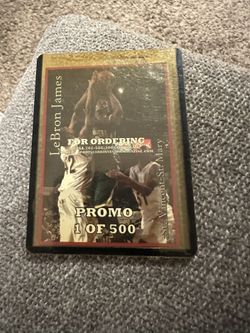 LeBron James
FOR ORDERING
PROMO
1 OF 500
St. Vincent-St. Mary